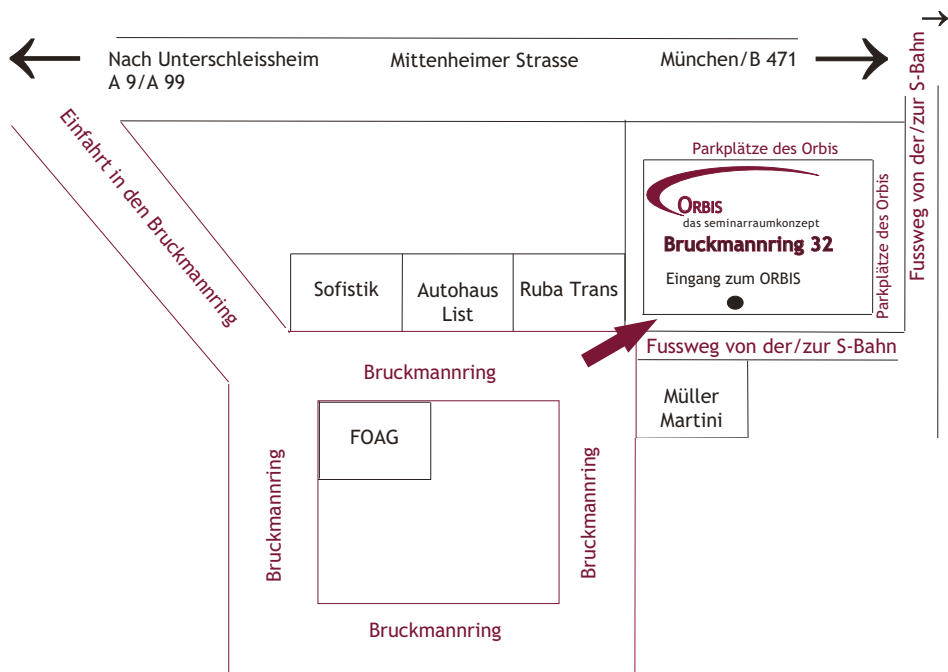 Nach Unterschleissheim
A 9/A 99
Mittenheimer Strasse
München/B 471
Fussweg von der/zur S-Bahn
Einfahrt in den Bruckmannring
Parkplätze des Orbis
ORBIS
das seminarraumkonzept
Bruckmannring 32
Eingang zum ORBIS
Parkplätze des Orbis
Sofistik
Autohaus
List
Ruba Trans
Fussweg von der/zur S-Bahn
Bruckmannring
Müller
Martini
FOAG
Bruckmannring
Bruckmannring
Bruckmannring